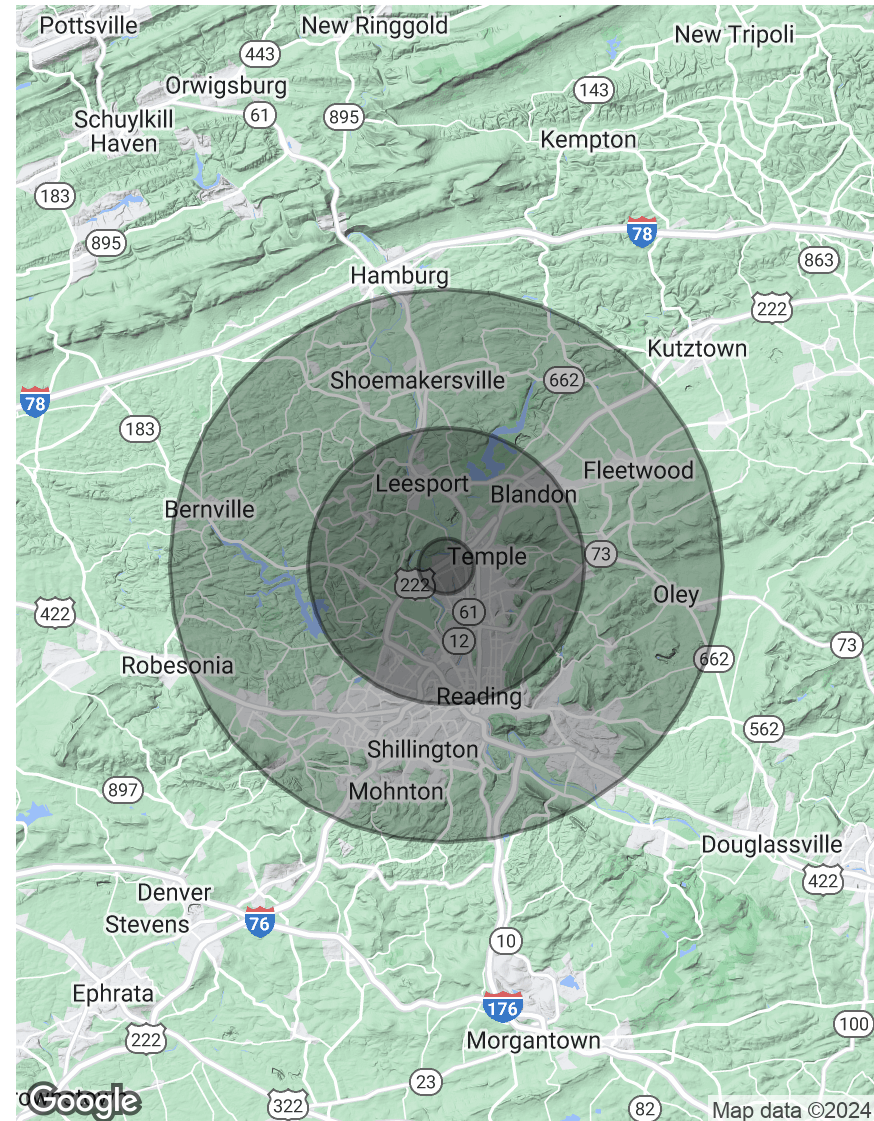 Pottsville
New Ringgold
New Tripoli
443
Orwigsburg
143
61
895
Schuylkill
Haven
Kempton
183
78
895
863
Hamburg
222
Kutztown
Shoemakersville
662
78
183
Fleetwood
Leesport
Blandon
Bernville
Temple
73
222
Oley
422
61
12
73
Robesonia
662
Reading
562
Shillington
897
Mohnton
Douglassville
422
Denver
Stevens
76
10
Ephrata
176
100
222
Morgantown
23
Google
322
82
Map data ©2024